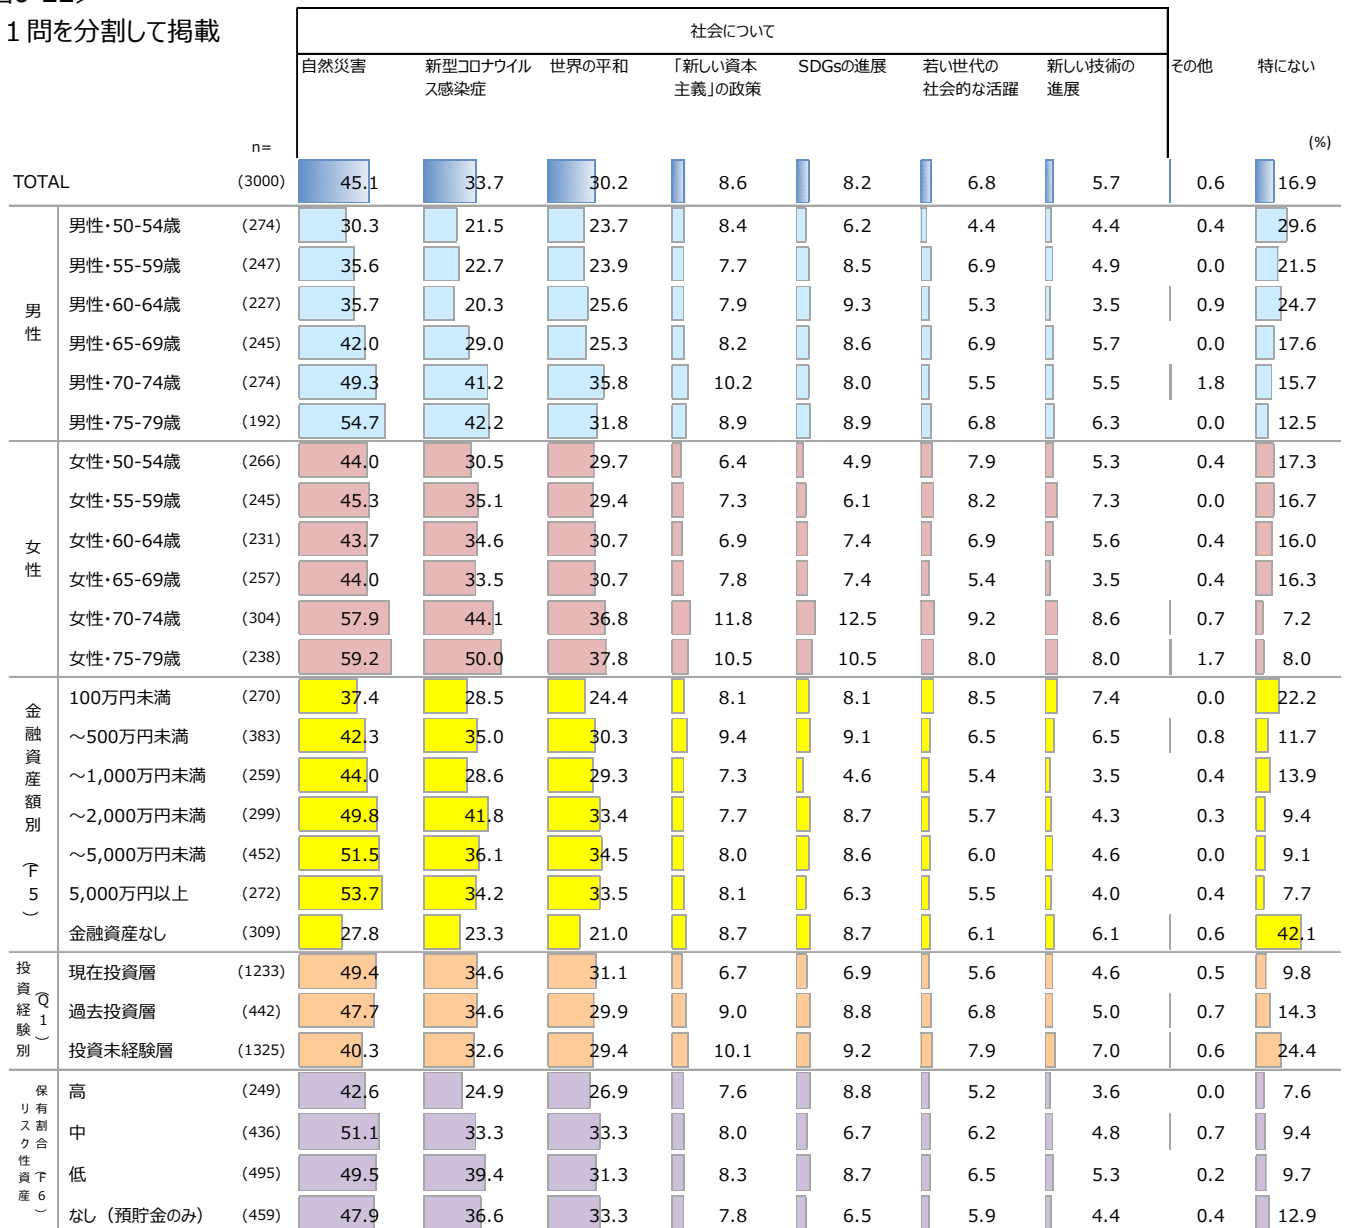 1問を分割して掲載
社会について
自然災害 新型コロナウイルス感染症 世界の平和 「新しい資本主義」の政策 SDGsの進展 若い世代の社会的な活躍 新しい技術の進展 その他 特にない
n= (%)
TOTAL (3000) 45.1 33.7 30.2 8.6 8.2 6.8 5.7 0.6 16.9
男性
男性・50-54歳 (274) 30.3 21.5 23.7 8.4 6.2 4.4 4.4 0.4 29.6
男性・55-59歳 (247) 35.6 22.7 23.9 7.7 8.5 6.9 4.9 0.0 21.5
男性・60-64歳 (227) 35.7 20.3 25.6 7.9 9.3 5.3 3.5 0.9 24.7
男性・65-69歳 (245) 42.0 29.0 25.3 8.2 8.6 6.9 5.7 0.0 17.6
男性・70-74歳 (274) 49.3 41.2 35.8 10.2 8.0 5.5 5.5 1.8 15.7
男性・75-79歳 (192) 54.7 42.2 31.8 8.9 8.9 6.8 6.3 0.0 12.5
女性
女性・50-54歳 (266) 44.0 30.5 29.7 6.4 4.9 7.9 5.3 0.4 17.3
女性・55-59歳 (245) 45.3 35.1 29.4 7.3 6.1 8.2 7.3 0.0 16.7
女性・60-64歳 (231) 43.7 34.6 30.7 6.9 7.4 6.9 5.6 0.4 16.0
女性・65-69歳 (257) 44.0 33.5 30.7 7.8 7.4 5.4 3.5 0.4 16.3
女性・70-74歳 (304) 57.9 44.1 36.8 11.8 12.5 9.2 8.6 0.7 7.2
女性・75-79歳 (238) 59.2 50.0 37.8 10.5 10.5 8.0 8.0 1.7 8.0
金融資産額別（F5）
100万円未満 (270) 37.4 28.5 24.4 8.1 8.1 8.5 7.4 0.0 22.2
～500万円未満 (383) 42.3 35.0 30.3 9.4 9.1 6.5 6.5 0.8 11.7
～1,000万円未満 (259) 44.0 28.6 29.3 7.3 4.6 5.4 3.5 0.4 13.9
～2,000万円未満 (299) 49.8 41.8 33.4 7.7 8.7 5.7 4.3 0.3 9.4
～5,000万円未満 (452) 51.5 36.1 34.5 8.0 8.6 6.0 4.6 0.0 9.1
5,000万円以上 (272) 53.7 34.2 33.5 8.1 6.3 5.5 4.0 0.4 7.7
金融資産なし (309) 27.8 23.3 21.0 8.7 8.7 6.1 6.1 0.6 42.1
投資経験別（Q1）
現在投資層 (1233) 49.4 34.6 31.1 6.7 6.9 5.6 4.6 0.5 9.8
過去投資層 (442) 47.7 34.6 29.9 9.0 8.8 6.8 5.0 0.7 14.3
投資未経験層 (1325) 40.3 32.6 29.4 10.1 9.2 7.9 7.0 0.6 24.4
リスク性資産保有割合（F6）
高 (249) 42.6 24.9 26.9 7.6 8.8 5.2 3.6 0.0 7.6
中 (436) 51.1 33.3 33.3 8.0 6.7 6.2 4.8 0.7 9.4
低 (495) 49.5 39.4 31.3 8.3 8.7 6.5 5.3 0.2 9.7
なし（預貯金のみ） (459) 47.9 36.6 33.3 7.8 6.5 5.9 4.4 0.4 12.9